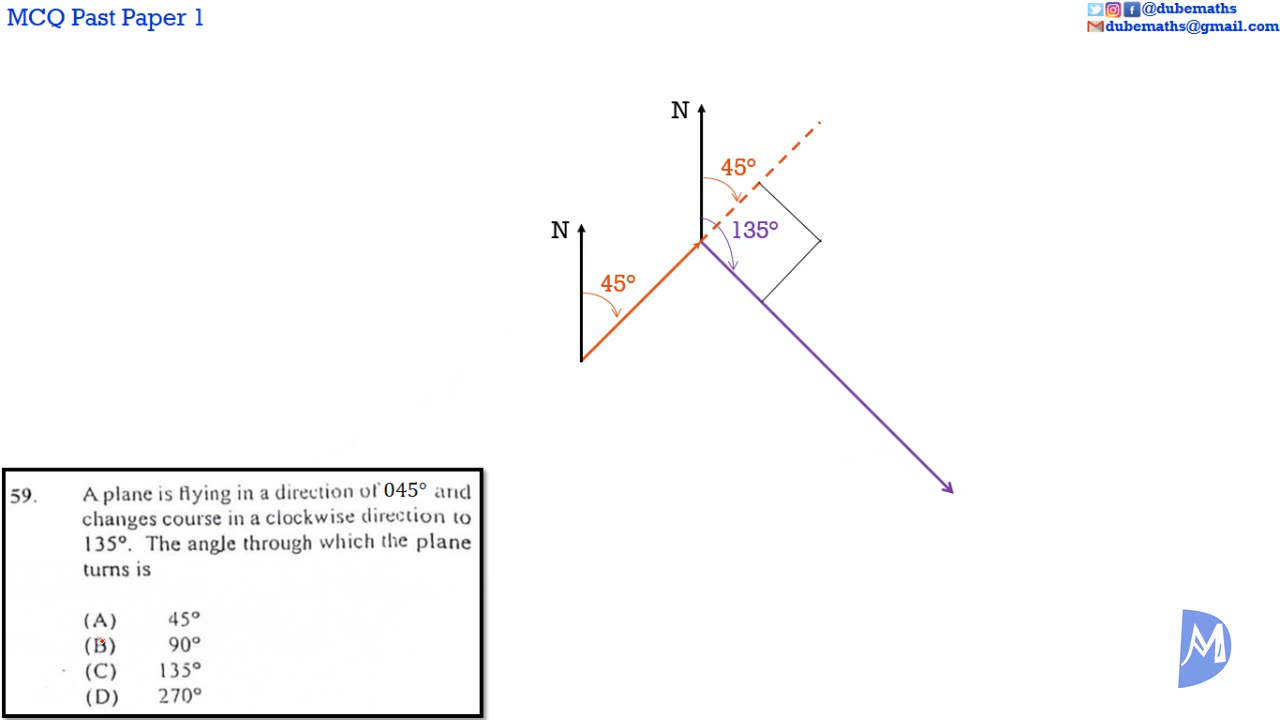 MCQ Past Paper 1
@dubemaths
dubemaths@gmail.com
N
45°
N
135°
45°
59. A plane is flying in a direction of 045° and
changes course in a clockwise direction to
135°. The angle through which the plane
turns is
(A) 45°
(B) 90°
(C) 135°
(D) 270°
M